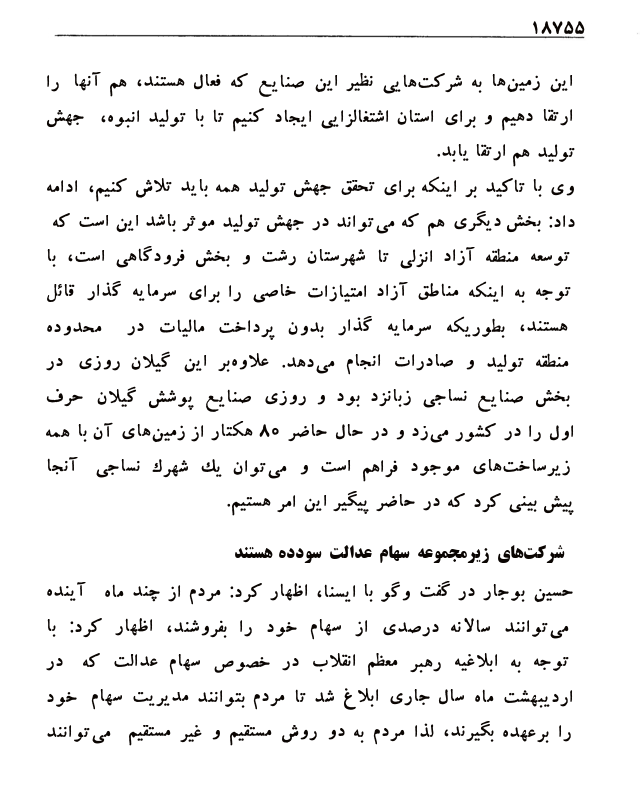 ۱۸۷۵۵
این زمین‌ها به شرکت‌هایی نظیر این صنایع که فعال هستند، هم آنها را
ارتقا دهیم و برای استان اشتغالزایی ایجاد کنیم تا با تولید انبوه، جهش
تولید هم ارتقا یابد.
وی با تاکید بر اینکه برای تحقق جهش تولید همه باید تلاش کنیم، ادامه
داد: بخش دیگری هم که می‌تواند در جهش تولید موثر باشد این است که
توسعه منطقه آزاد انزلی تا شهرستان رشت و بخش فرودگاهی است، با
توجه به اینکه مناطق آزاد امتیازات خاصی را برای سرمایه گذار قائل
هستند، بطوریکه سرمایه گذار بدون پرداخت مالیات در محدوده
منطقه تولید و صادرات انجام می‌دهد. علاوه‌بر این گیلان روزی در
بخش صنایع نساجی زبانزد بود و روزی صنایع پوشش گیلان حرف
اول را در کشور می‌زد و در حال حاضر ۸۰ هکتار از زمین‌های آن با همه
زیرساخت‌های موجود فراهم است و می‌توان یك شهرك نساجی آنجا
پیش بینی کرد که در حاضر پیگیر این امر هستیم.
شرکت‌های زیرمجموعه سهام عدالت سودده هستند
حسین بوجار در گفت وگو با ایسنا، اظهار کرد: مردم از چند ماه آینده
می‌توانند سالانه درصدی از سهام خود را بفروشند، اظهار کرد: با
توجه به ابلاغیه رهبر معظم انقلاب در خصوص سهام عدالت که در
اردیبهشت ماه سال جاری ابلاغ شد تا مردم بتوانند مدیریت سهام خود
را برعهده بگیرند، لذا مردم به دو روش مستقیم و غیر مستقیم می‌توانند